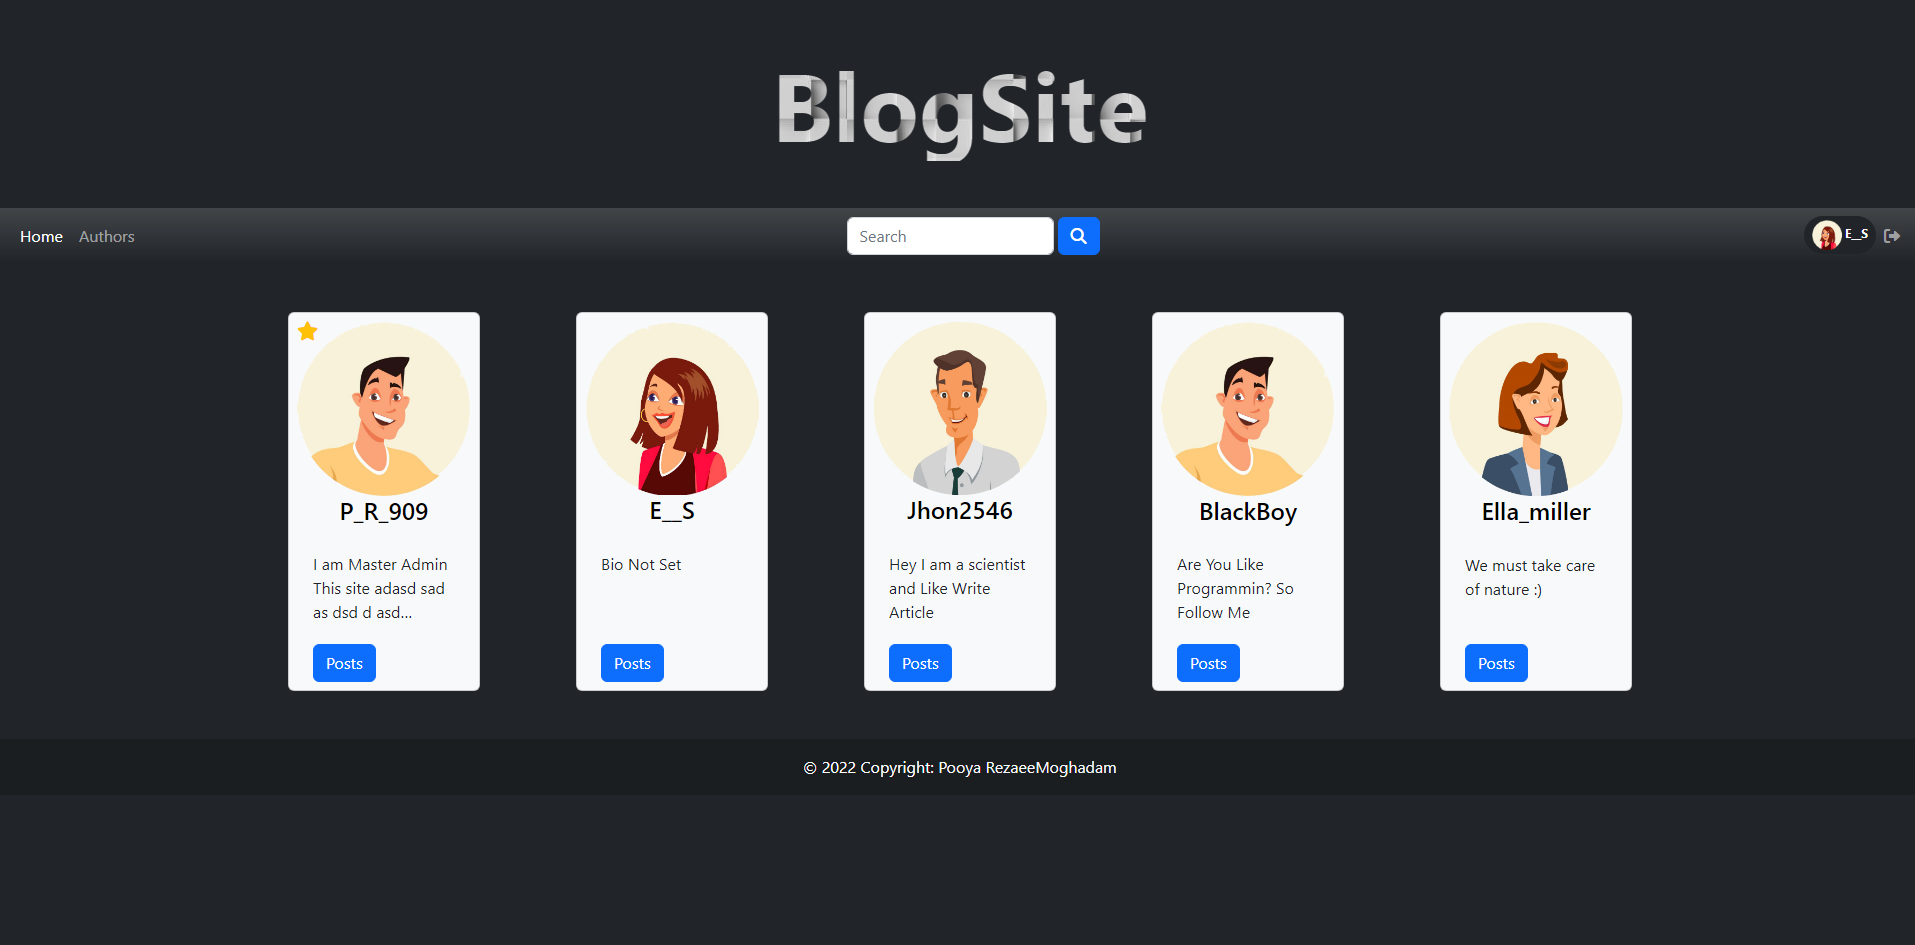 BlogSite
Home Authors Search E__S
P_R_909
I am Master Admin
This site adasd sad
as dsd d asd...
Posts
E__S
Bio Not Set
Posts
Jhon2546
Hey I am a scientist
and Like Write
Article
Posts
BlackBoy
Are You Like
Programmin? So
Follow Me
Posts
Ella_miller
We must take care
of nature :)
Posts
© 2022 Copyright: Pooya RezaeeMoghadam